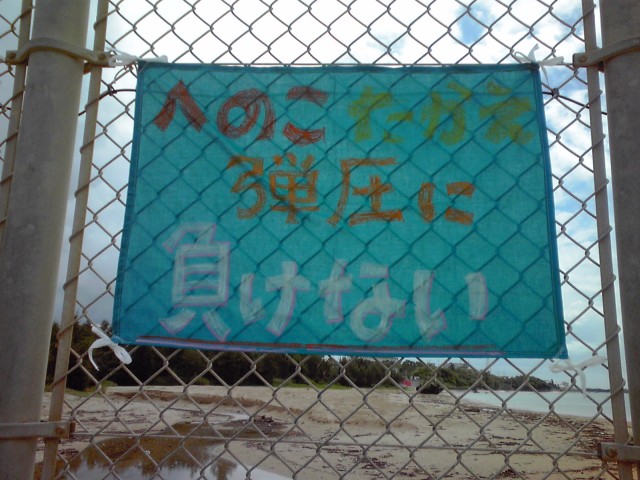 へのこ たかえ
弾圧に
負けない